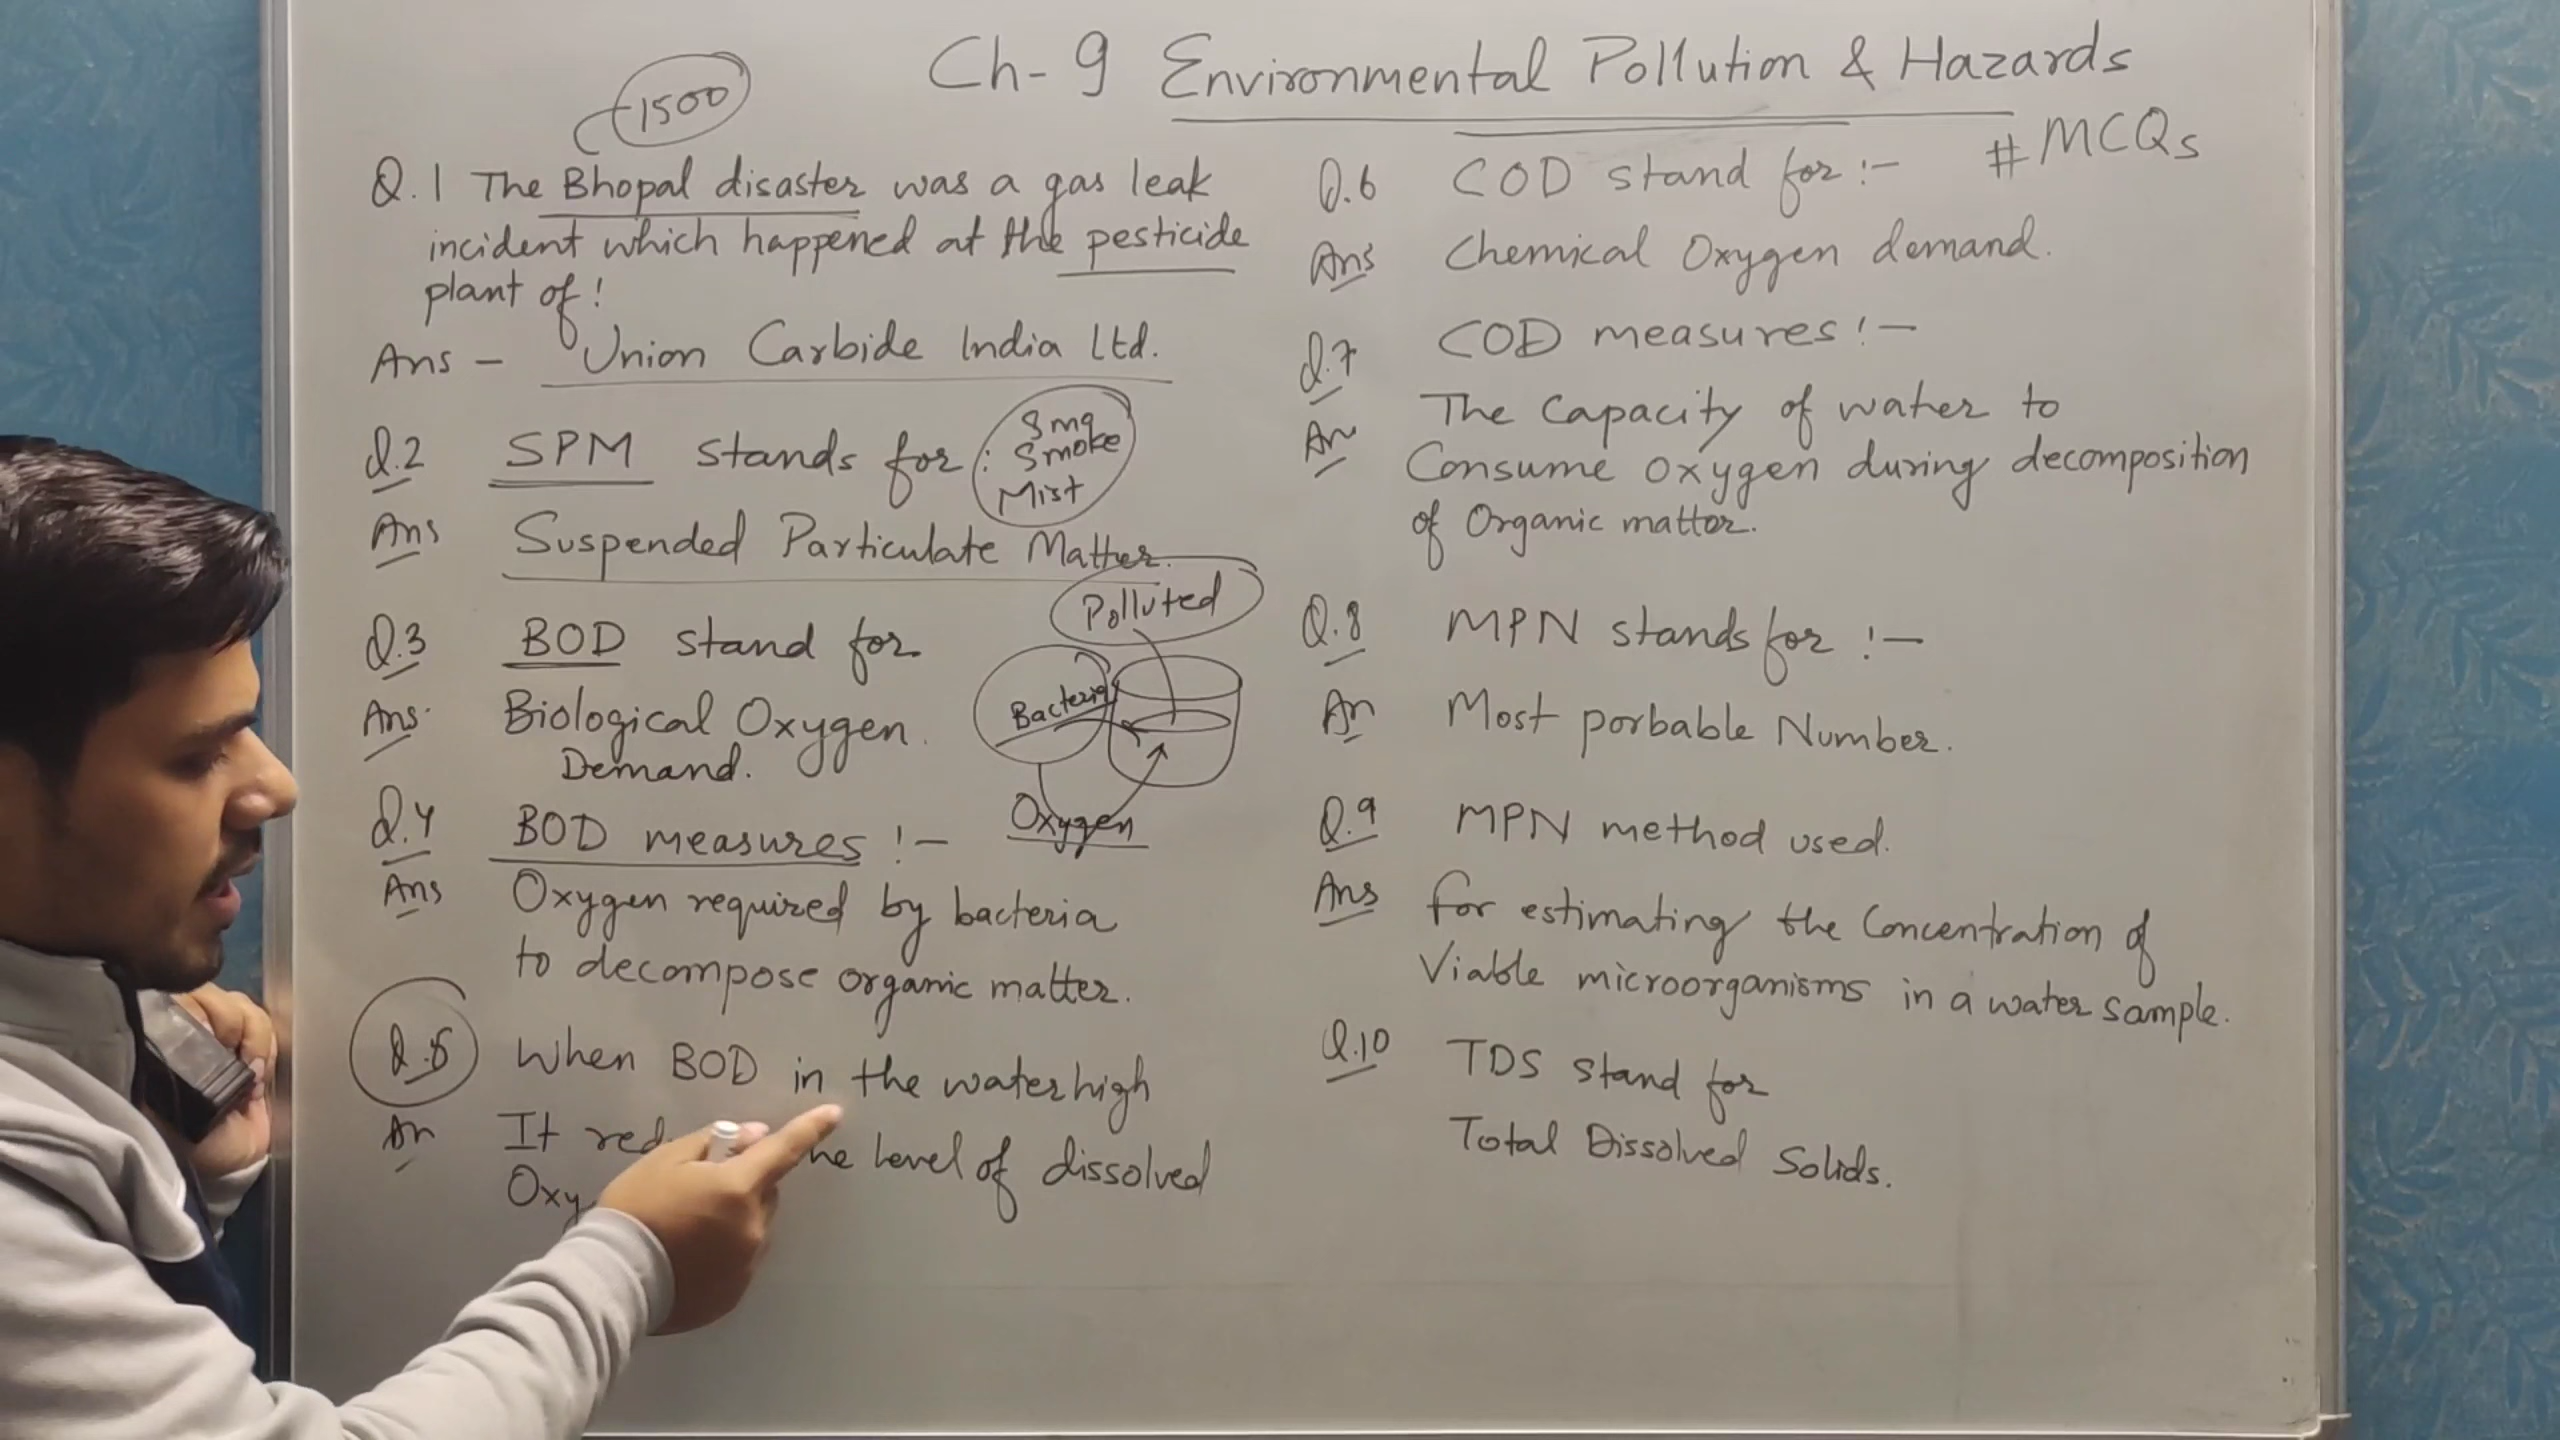 Ch-9 Environmental Pollution & Hazards
# MCQs
1500
Q.1 The Bhopal disaster was a gas leak
incident which happened at the pesticide
plant of!
Ans - Union Carbide India Ltd.
Q.2 SPM stands for :
Smg
Smoke
Mist
Ans Suspended Particulate Matter.
Q.3 BOD stand for
Ans. Biological Oxygen
Demand.
Polluted
Bacteria
Oxygen
Q.4 BOD measures :-
Ans Oxygen required by bacteria
to decompose organic matter.
Q.5 When BOD in the water high
An It level of dissolved
Q.6 COD stand for :-
Ans Chemical Oxygen demand.
Q.7 COD measures :-
An The Capacity of water to
Consume oxygen during decomposition
of Organic matter.
Q.8 MPN stands for :-
An Most porbable Number.
Q.9 MPN method used.
Ans for estimating the Concentration of
Viable microorganisms in a water sample.
Q.10 TDS stand for
Total Dissolved Solids.